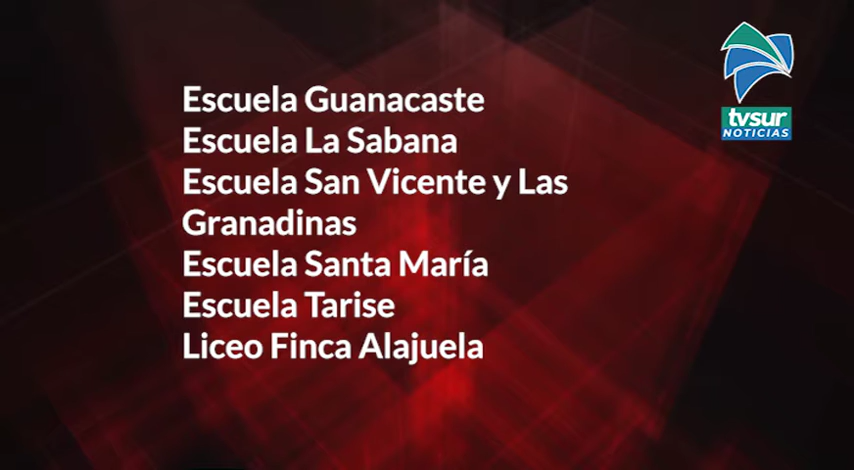 Escuela Guanacaste
Escuela La Sabana
Escuela San Vicente y Las
Granadinas
Escuela Santa María
Escuela Tarise
Liceo Finca Alajuela
tvsur
NOTICIAS